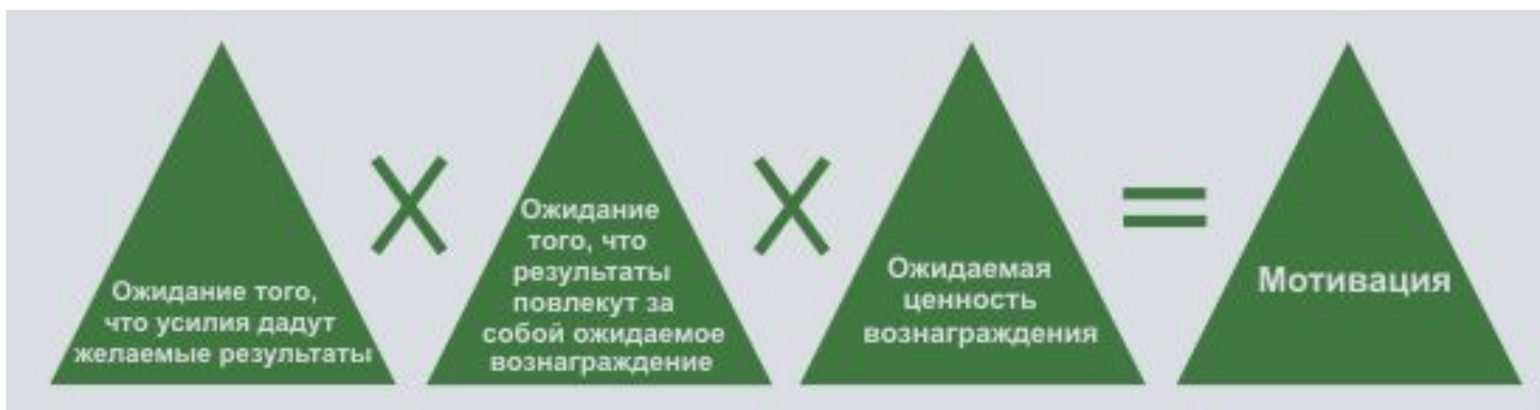 Ожидание того,
что усилия дадут
желаемые результаты
X
Ожидание
того, что
результаты
повлекут за
собой ожидаемое
вознаграждение
X
Ожидаемая
ценность
вознаграждения
=
Мотивация